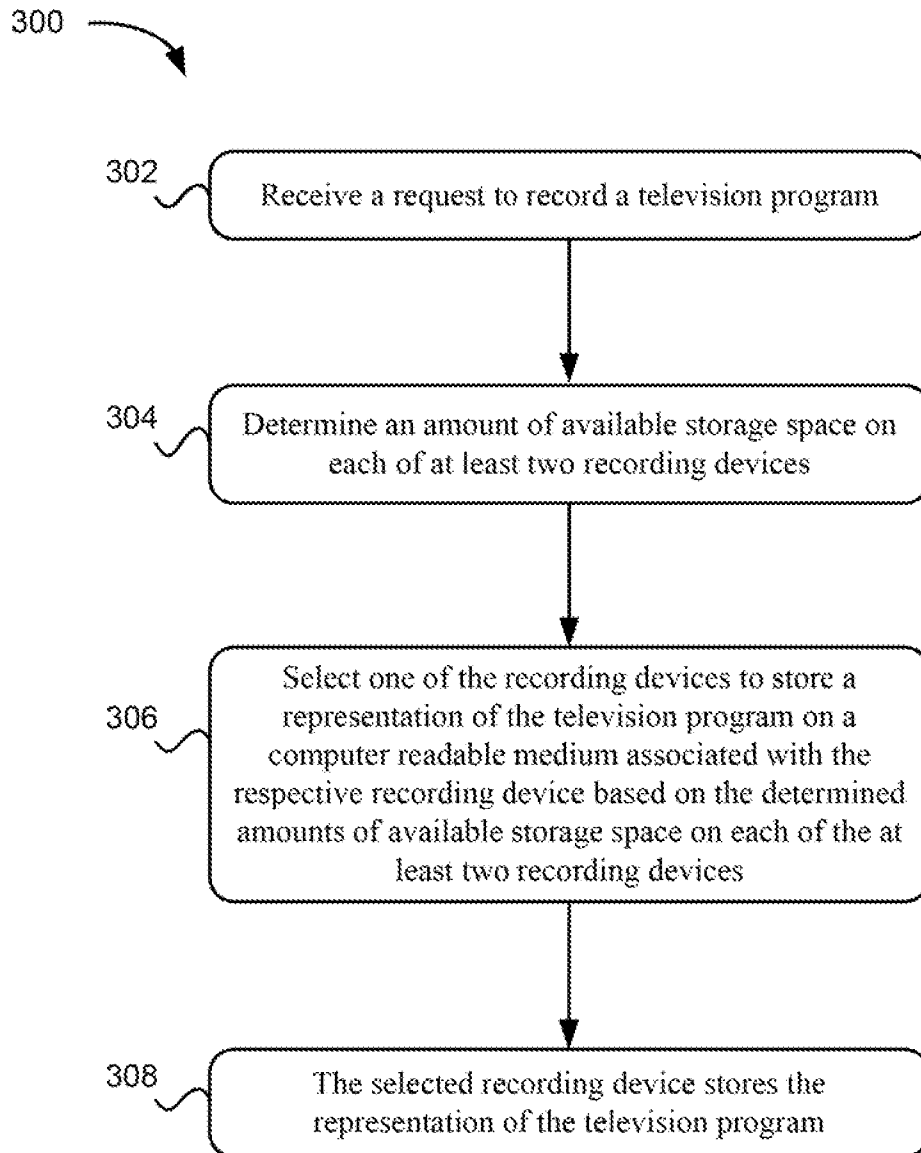 300
302
Receive a request to record a television program
304
Determine an amount of available storage space on
each of at least two recording devices
306
Select one of the recording devices to store a
representation of the television program on a
computer readable medium associated with the
respective recording device based on the determined
amounts of available storage space on each of the at
least two recording devices
308
The selected recording device stores the
representation of the television program